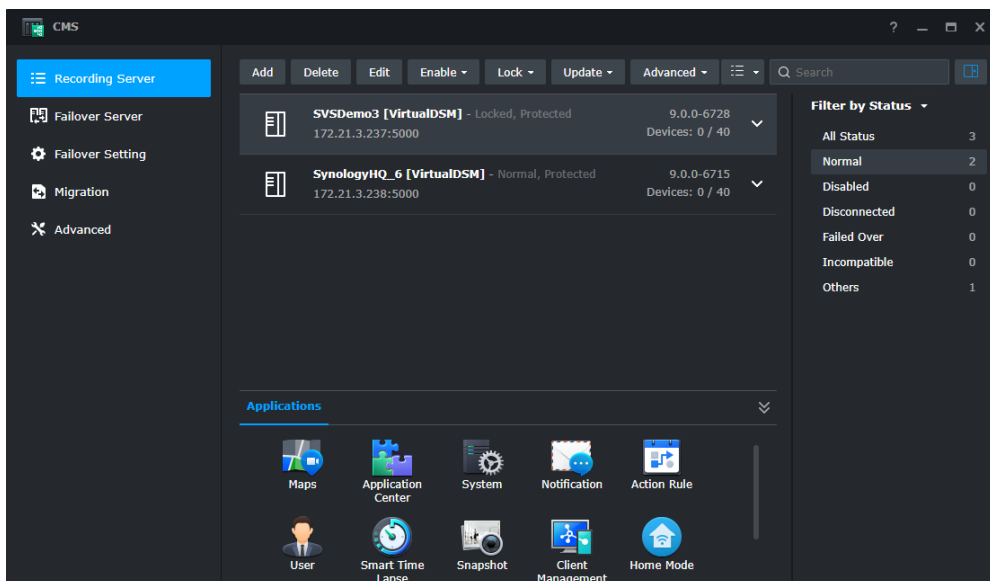 CMS
?
Recording Server
Failover Server
Failover Setting
Migration
Advanced
Add Delete Edit Enable Lock Update Advanced Search
SVSDemo3 [VirtualDSM] - Locked, Protected 9.0.0-6728
172.21.3.237:5000 Devices: 0 / 40
SynologyHQ_6 [VirtualDSM] - Normal, Protected 9.0.0-6715
172.21.3.238:5000 Devices: 0 / 40
Filter by Status
All Status 3
Normal 2
Disabled 0
Disconnected 0
Failed Over 0
Incompatible 0
Others 1
Applications
Maps
Application
Center
System
Notification
Action Rule
User
Smart Time
Lapse
Snapshot
Client
Management
Home Mode